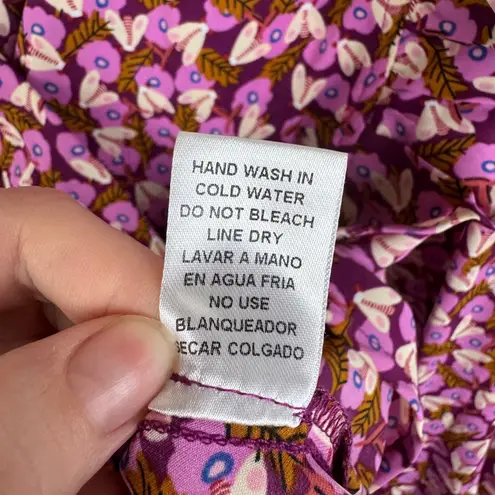 HAND WASH IN
COLD WATER
DO NOT BLEACH
LINE DRY
LAVAR A MANO
EN AGUA FRIA
NO USE
BLANQUEADOR
SECAR COLGADO